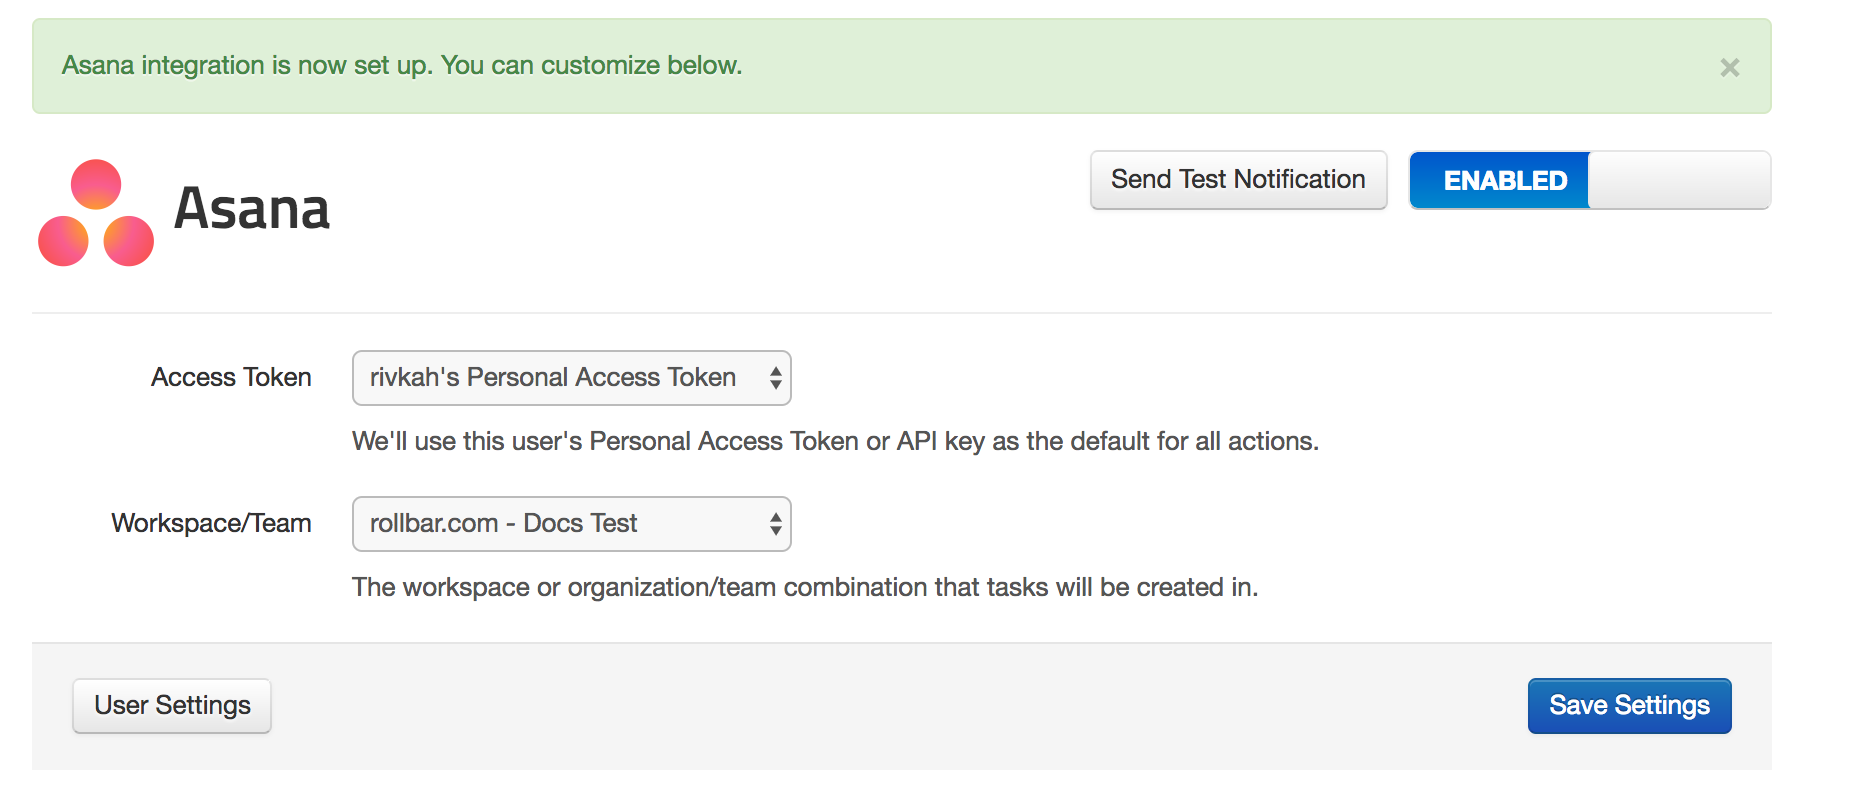 Asana integration is now set up. You can customize below.
×
Asana
Send Test Notification
ENABLED
Access Token
rivkah's Personal Access Token
We'll use this user's Personal Access Token or API key as the default for all actions.
Workspace/Team
rollbar.com - Docs Test
The workspace or organization/team combination that tasks will be created in.
User Settings
Save Settings